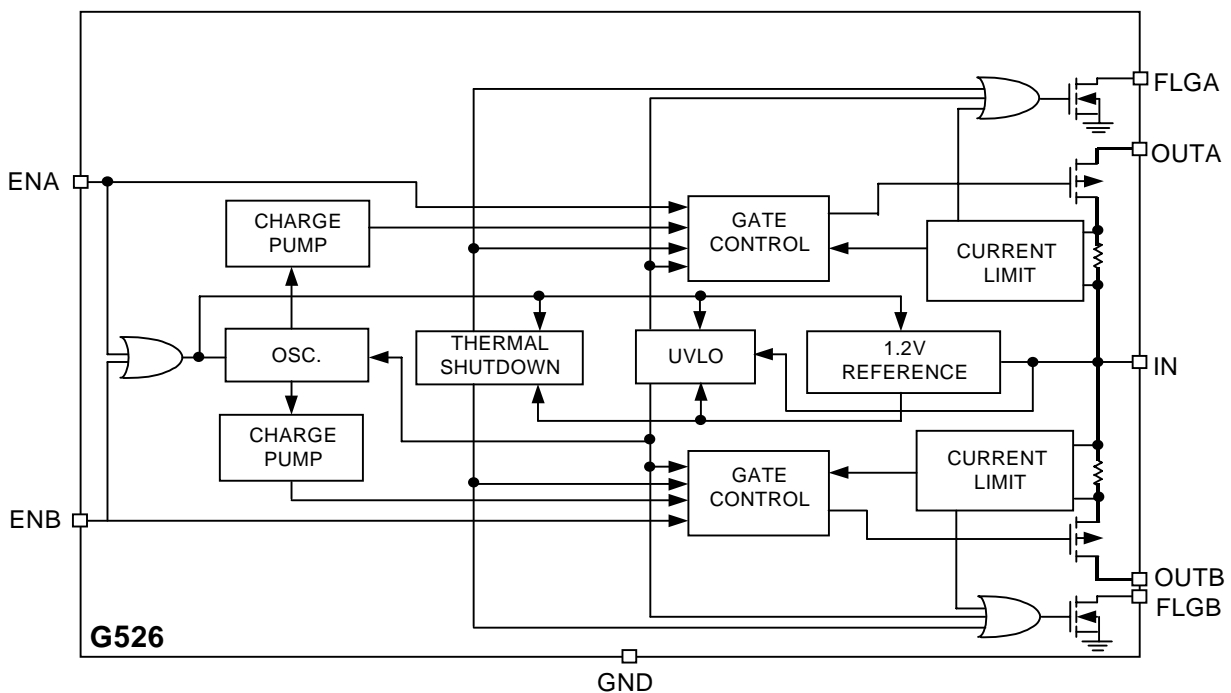 FLGA
OUTA
ENA
CHARGE
PUMP
GATE
CONTROL
CURRENT
LIMIT
OSC.
THERMAL
SHUTDOWN
UVLO
1.2V
REFERENCE
IN
CHARGE
PUMP
GATE
CONTROL
CURRENT
LIMIT
ENB
OUTB
FLGB
G526
GND